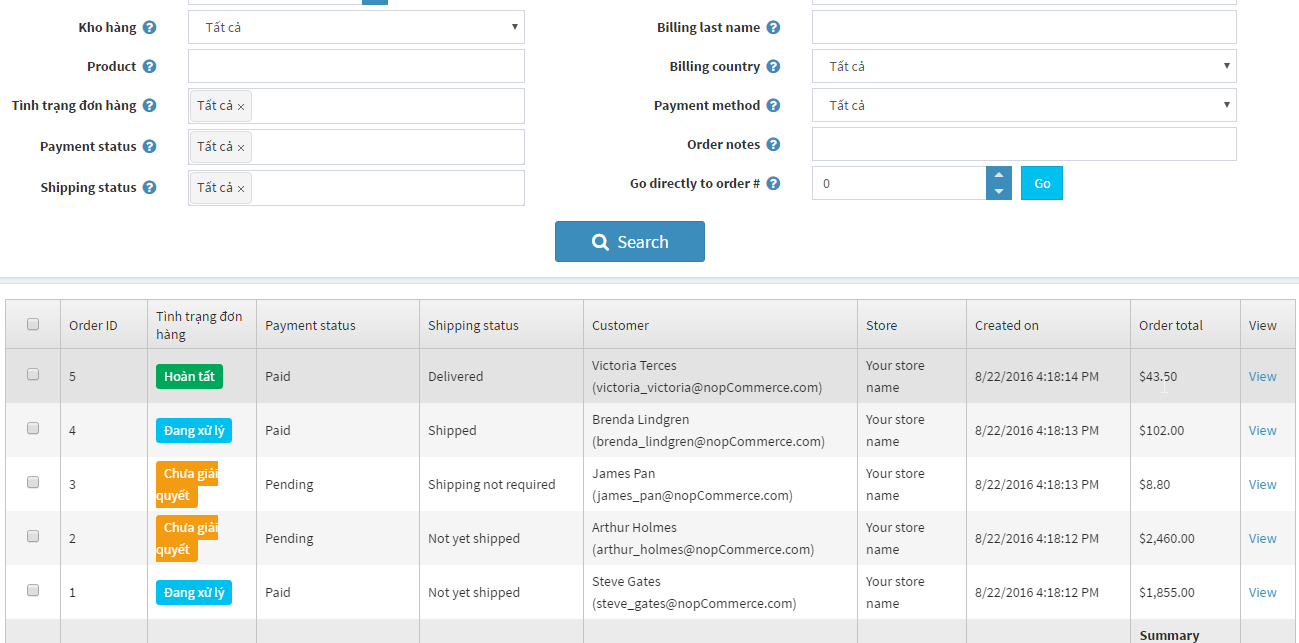 Kho hàng Tất cả Billing last name
Product Billing country Tất cả
Tình trạng đơn hàng Tất cả × Payment method Tất cả
Payment status Tất cả × Order notes
Shipping status Tất cả × Go directly to order # 0 Go
Search
Order ID Tình trạng đơn hàng Payment status Shipping status Customer Store Created on Order total View
5 Hoàn tất Paid Delivered Victoria Terces (victoria_victoria@nopCommerce.com) Your store name 8/22/2016 4:18:14 PM $43.50 View
4 Đang xử lý Paid Shipped Brenda Lindgren (brenda_lindgren@nopCommerce.com) Your store name 8/22/2016 4:18:13 PM $102.00 View
3 Chưa giải quyết Pending Shipping not required James Pan (james_pan@nopCommerce.com) Your store name 8/22/2016 4:18:13 PM $8.80 View
2 Chưa giải quyết Pending Not yet shipped Arthur Holmes (arthur_holmes@nopCommerce.com) Your store name 8/22/2016 4:18:12 PM $2,460.00 View
1 Đang xử lý Paid Not yet shipped Steve Gates (steve_gates@nopCommerce.com) Your store name 8/22/2016 4:18:12 PM $1,855.00 View
Summary